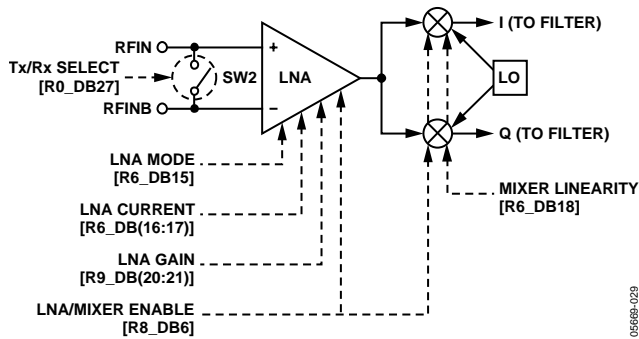 RFIN
I (TO FILTER)
Tx/Rx SELECT
[R0_DB27]
SW2
+
LNA
LO
RFINB
−
Q (TO FILTER)
LNA MODE
[R6_DB15]
MIXER LINEARITY
[R6_DB18]
LNA CURRENT
[R6_DB(16:17)]
LNA GAIN
[R9_DB(20:21)]
LNA/MIXER ENABLE
[R8_DB6]
05669-029